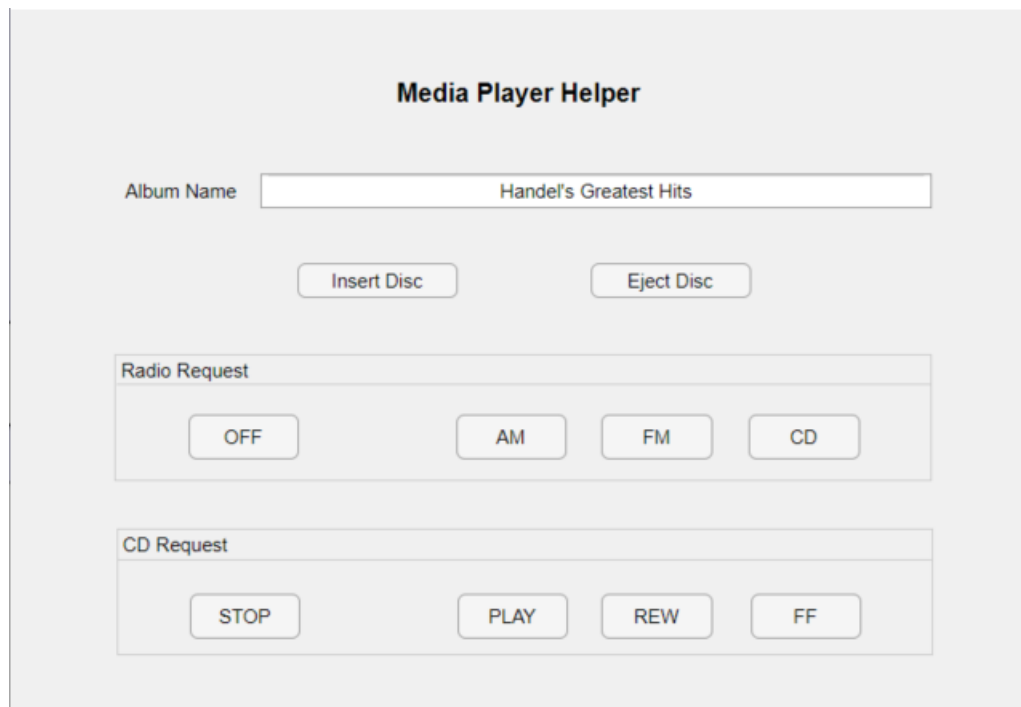 Media Player Helper
Album Name Handel's Greatest Hits
Insert Disc Eject Disc
Radio Request
OFF AM FM CD
CD Request
STOP PLAY REW FF